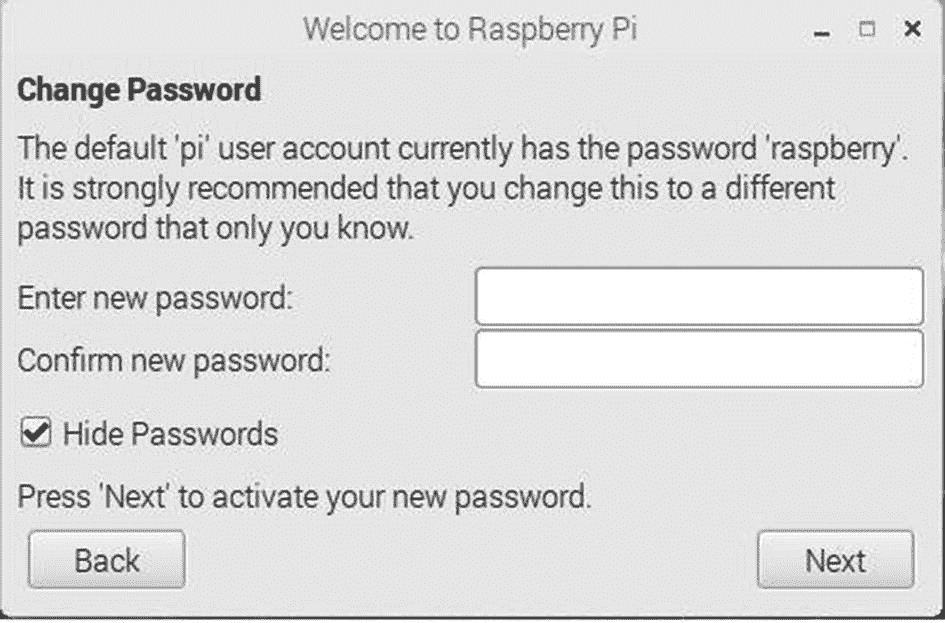 Welcome to Raspberry Pi
Change Password
The default 'pi' user account currently has the password 'raspberry'.
It is strongly recommended that you change this to a different
password that only you know.
Enter new password:
Confirm new password:
Hide Passwords
Press 'Next' to activate your new password.
Back Next